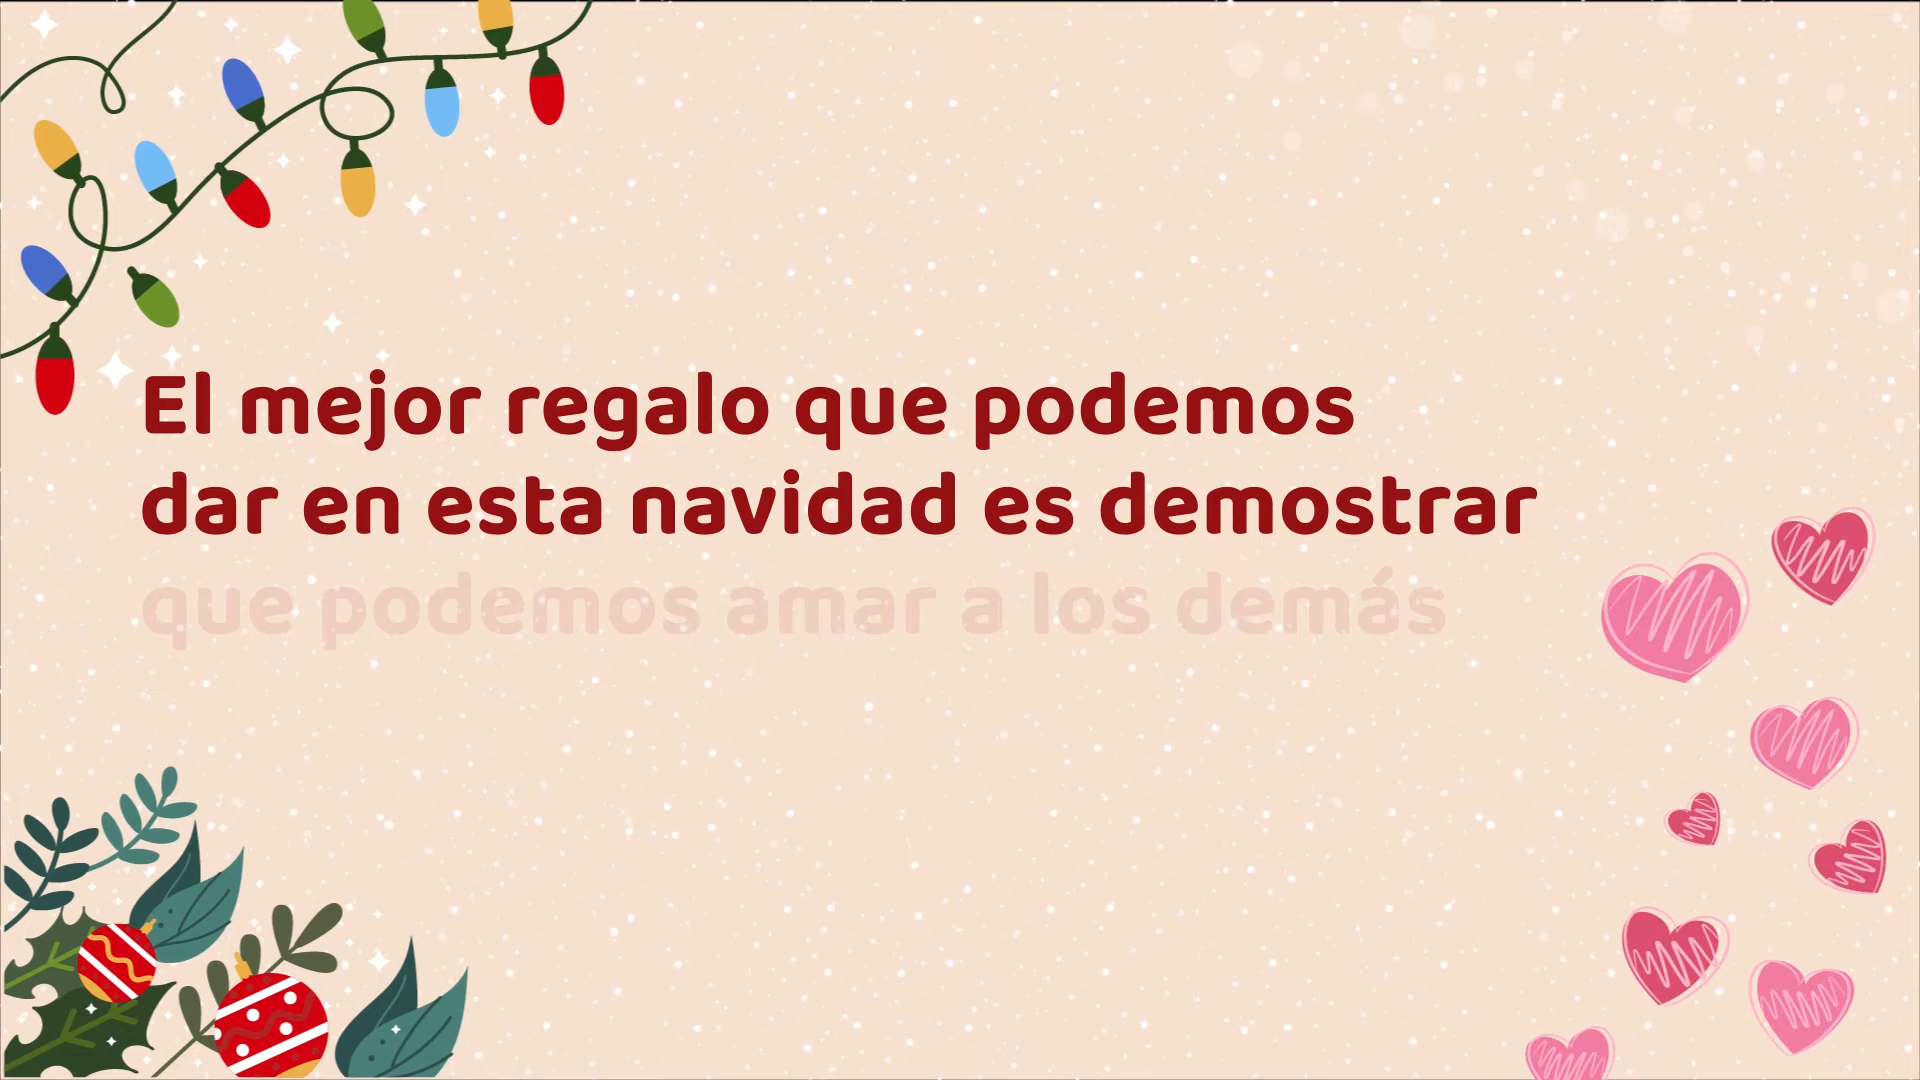 El mejor regalo que podemos
dar en esta navidad es demostrar
que podemos amar a los demás